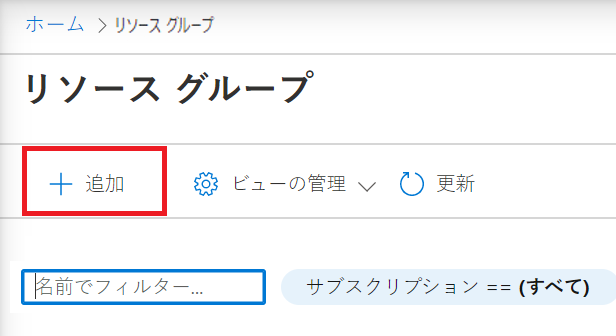 ホーム > リソース グループ
リソース グループ
+ 追加 ビューの管理 更新
名前でフィルター... サブスクリプション == (すべて)